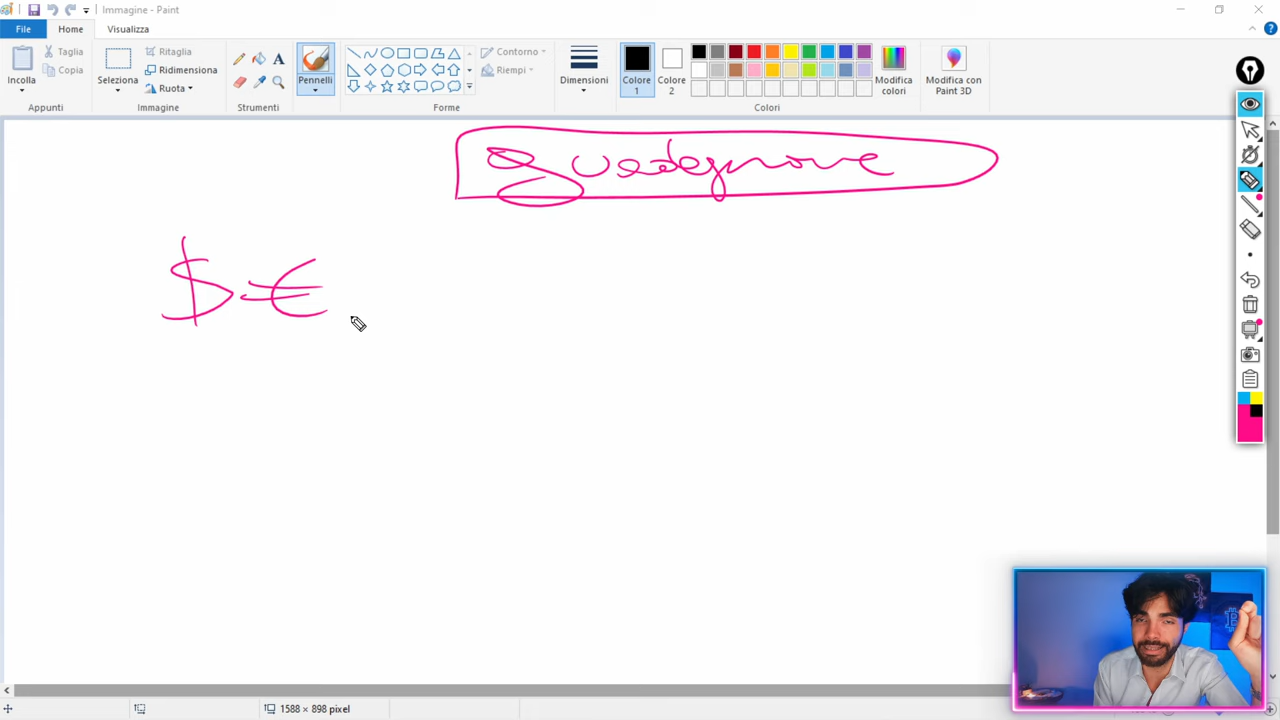 Immagine - Paint
File Home Visualizza
Incolla
Taglia
Copia
Appunti
Seleziona
Ritaglia
Ridimensiona
Ruota
Immagine
A
Strumenti
Pennelli
Forme
Contorno
Riempi
Dimensioni
Colore 1
Colore 2
Modifica colori
Colori
Modifica con Paint 3D
Guadagnare
$ €
1588 × 898 pixel